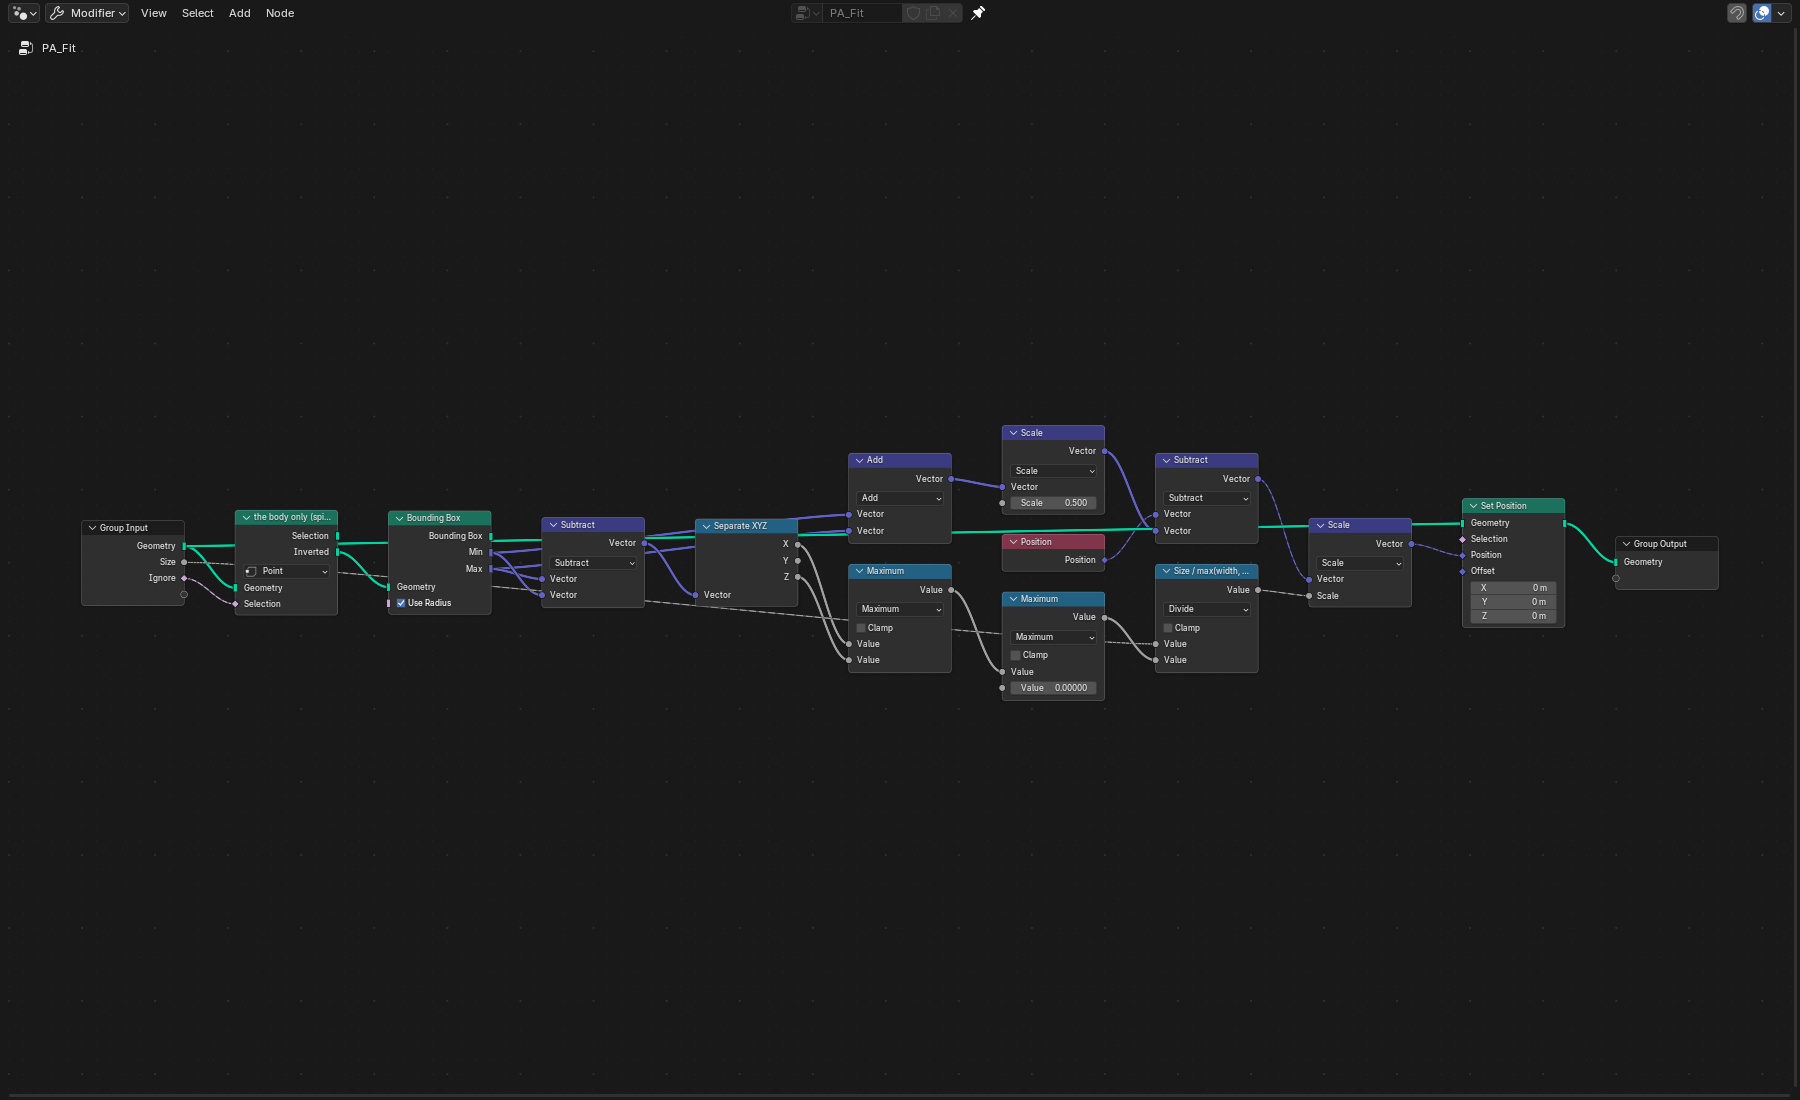 Modifier View Select Add Node PA_Fit
PA_Fit
Group Input
Geometry
Size
Ignore
the body only (spi...
Selection
Inverted
Point
Geometry
Selection
Bounding Box
Bounding Box
Min
Max
Geometry
Use Radius
Subtract
Vector
Subtract
Vector
Vector
Separate XYZ
X
Y
Z
Vector
Add
Vector
Add
Vector
Vector
Maximum
Value
Maximum
Clamp
Value
Value
Scale
Vector
Scale
Vector
Scale 0.500
Position
Position
Maximum
Value
Maximum
Clamp
Value
Value 0.00000
Subtract
Vector
Subtract
Vector
Vector
Size / max(width, ...
Value
Divide
Clamp
Value
Value
Scale
Vector
Scale
Vector
Scale
Set Position
Geometry
Selection
Position
Offset
X 0 m
Y 0 m
Z 0 m
Group Output
Geometry